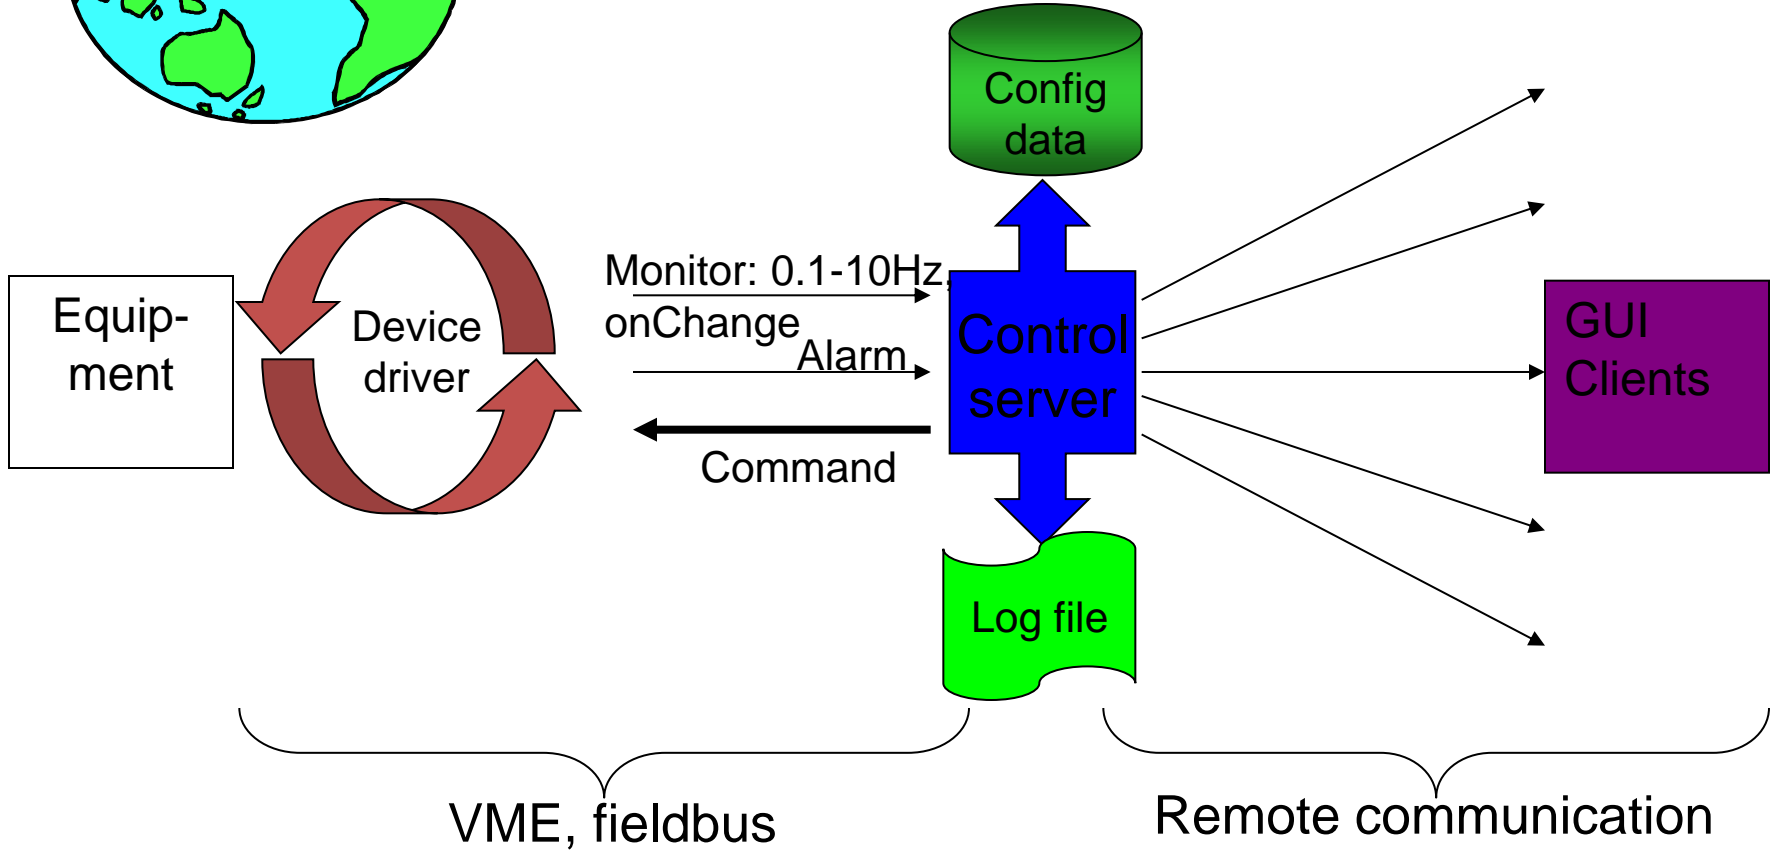 Config
data
Monitor: 0.1-10Hz,
onChange
Alarm
Equip-
ment
Device
driver
Control
server
GUI
Clients
Command
Log file
VME, fieldbus
Remote communication